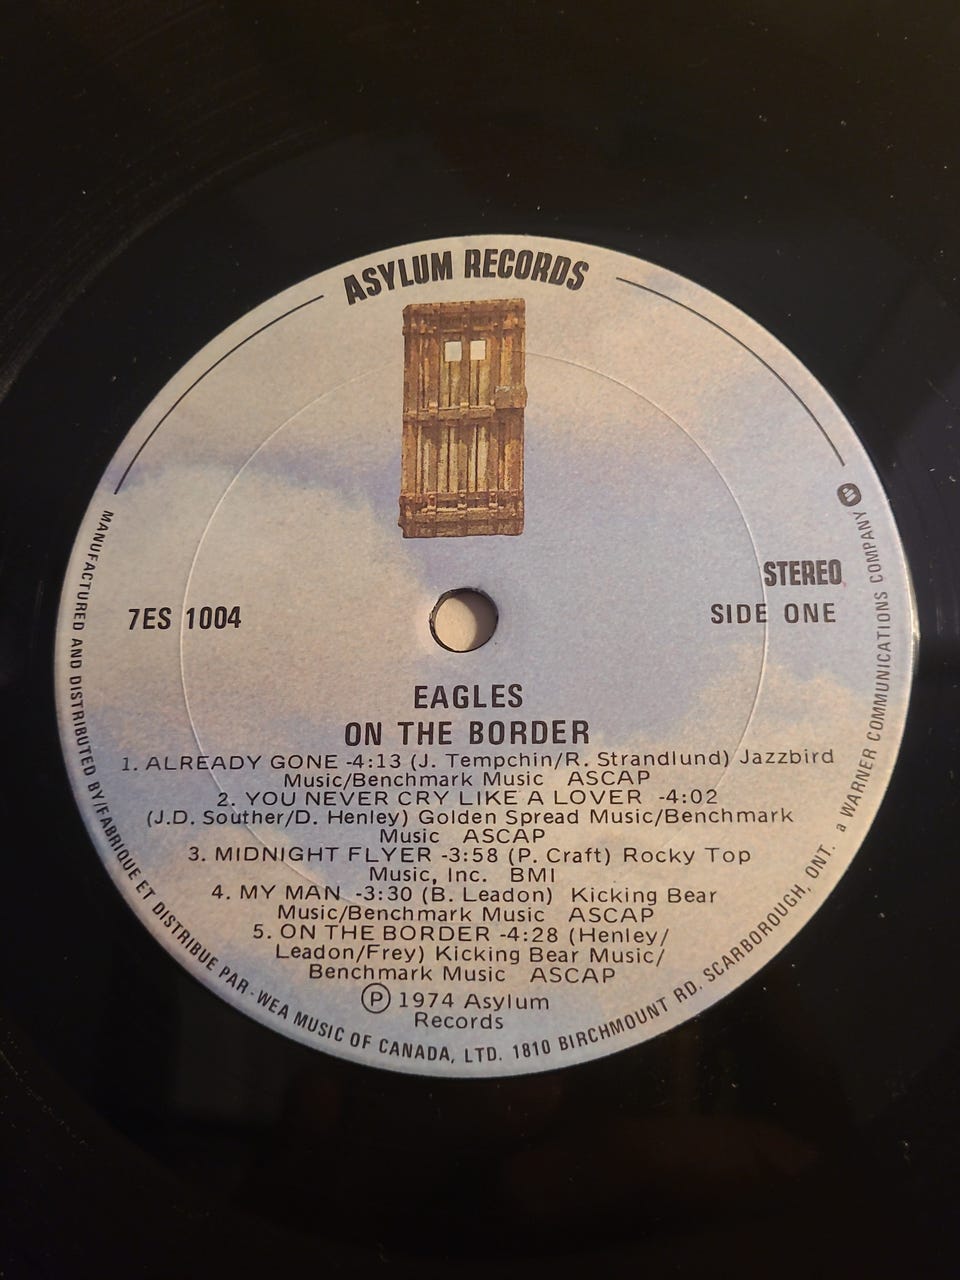 ASYLUM RECORDS
STEREO
7ES 1004
SIDE ONE
EAGLES
ON THE BORDER
1. ALREADY GONE -4:13 (J. Tempchin/R. Strandlund) Jazzbird
Music/Benchmark Music ASCAP
2. YOU NEVER CRY LIKE A LOVER -4:02
(J.D. Souther/D. Henley) Golden Spread Music/Benchmark
Music ASCAP
3. MIDNIGHT FLYER -3:58 (P. Craft) Rocky Top
Music, Inc. BMI
4. MY MAN -3:30 (B. Leadon) Kicking Bear
Music/Benchmark Music ASCAP
5. ON THE BORDER -4:28 (Henley/
Leadon/Frey) Kicking Bear Music/
Benchmark Music ASCAP
Ⓟ 1974 Asylum
Records
MANUFACTURED AND DISTRIBUTED BY/FABRIQUE ET DISTRIBUE PAR · WEA MUSIC OF CANADA, LTD. 1810 BIRCHMOUNT RD. SCARBOROUGH, ONT. a WARNER COMMUNICATIONS COMPANY